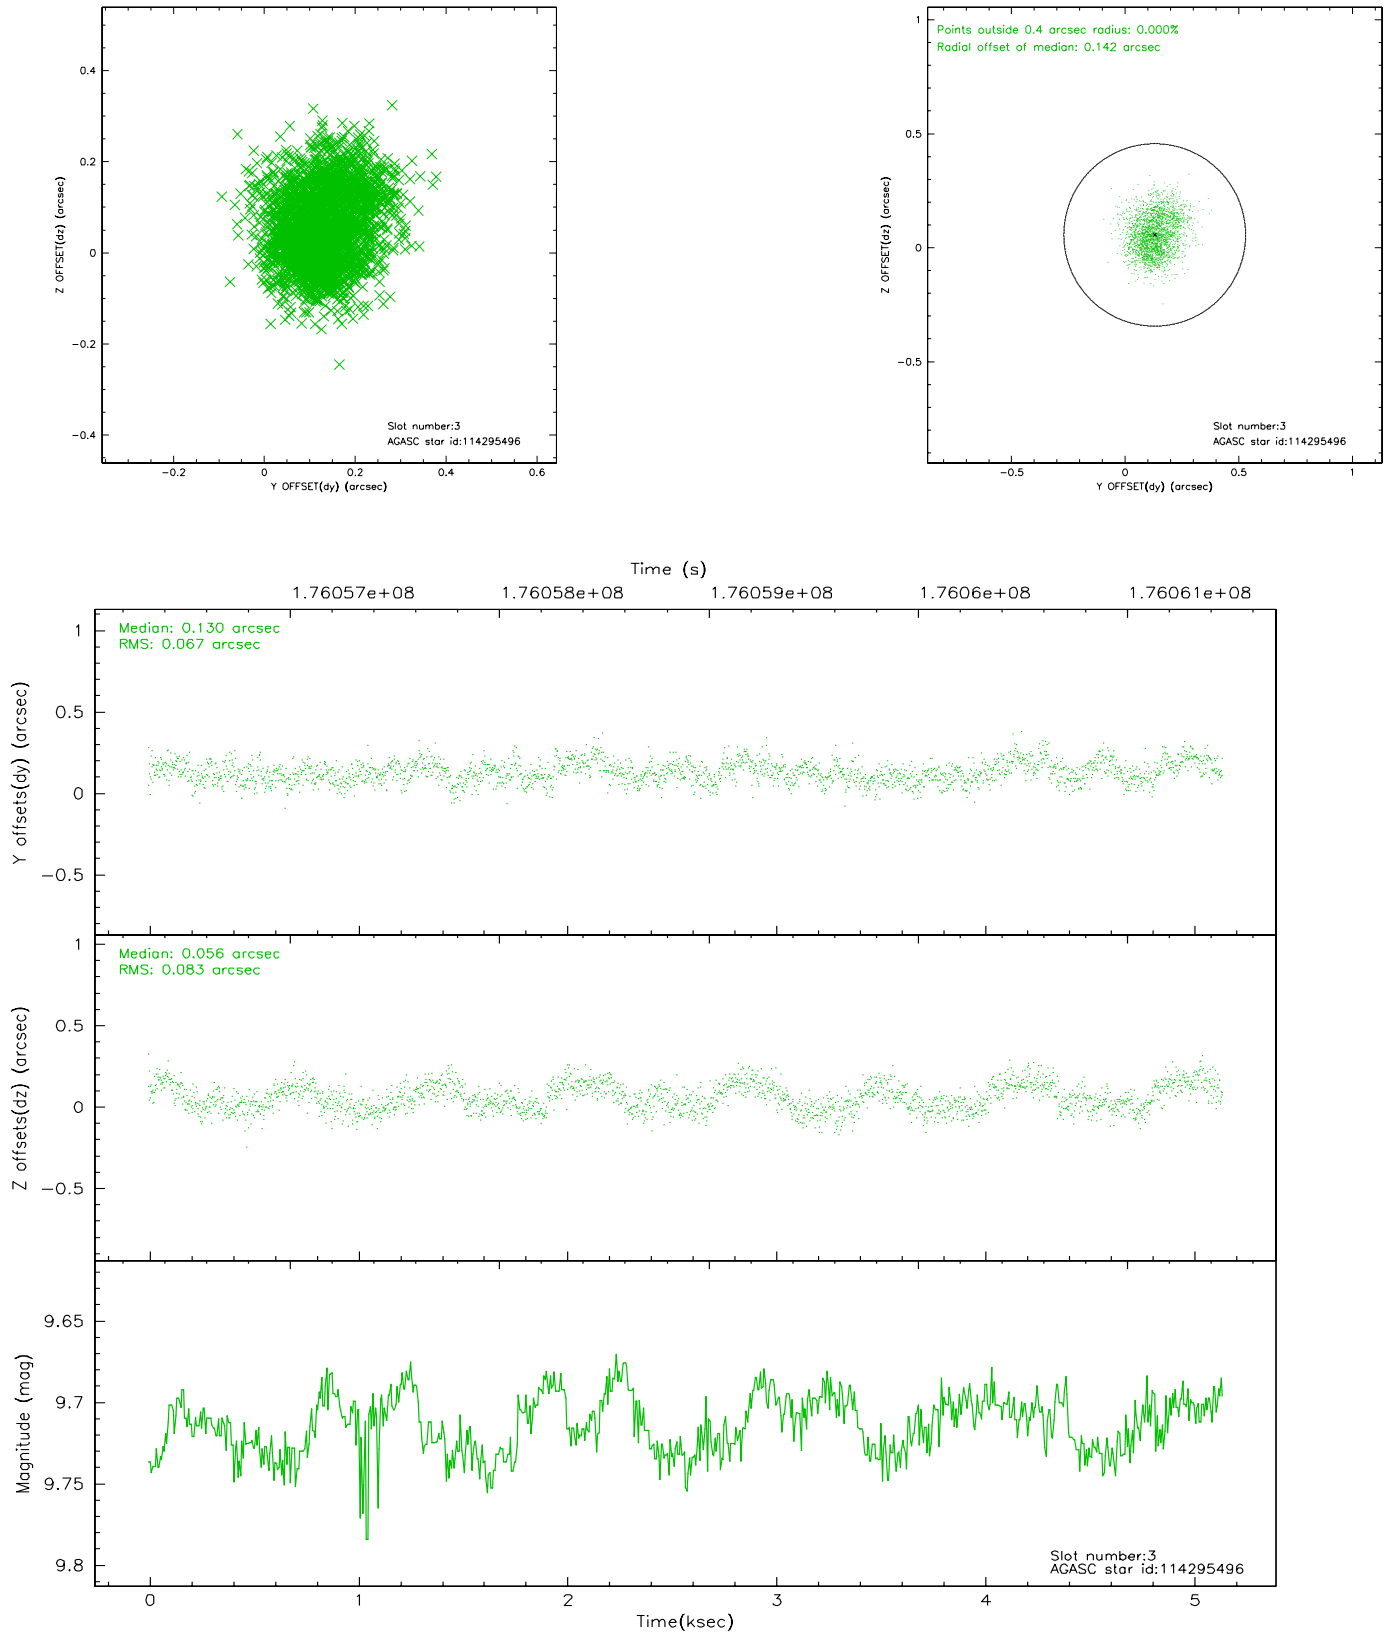 0.4
0.2
0
−0.2
−0.4
Z OFFSET(dz) (arcsec)
Slot number:3
AGASC star id:114295496
−0.2 0 0.2 0.4 0.6
Y OFFSET(dy) (arcsec)
Points outside 0.4 arcsec radius: 0.000%
Radial offset of median: 0.142 arcsec
1
0.5
0
−0.5
Z OFFSET(dz) (arcsec)
Slot number:3
AGASC star id:114295496
−0.5 0 0.5 1
Y OFFSET(dy) (arcsec)
Time (s)
1.76057e+08 1.76058e+08 1.76059e+08 1.7606e+08 1.76061e+08
Median: 0.130 arcsec
RMS: 0.067 arcsec
1
0.5
0
−0.5
Y offsets(dy) (arcsec)
Median: 0.056 arcsec
RMS: 0.083 arcsec
1
0.5
0
−0.5
Z offsets(dz) (arcsec)
9.65
9.7
9.75
9.8
Magnitude (mag)
Slot number:3
AGASC star id:114295496
0 1 2 3 4 5
Time(ksec)